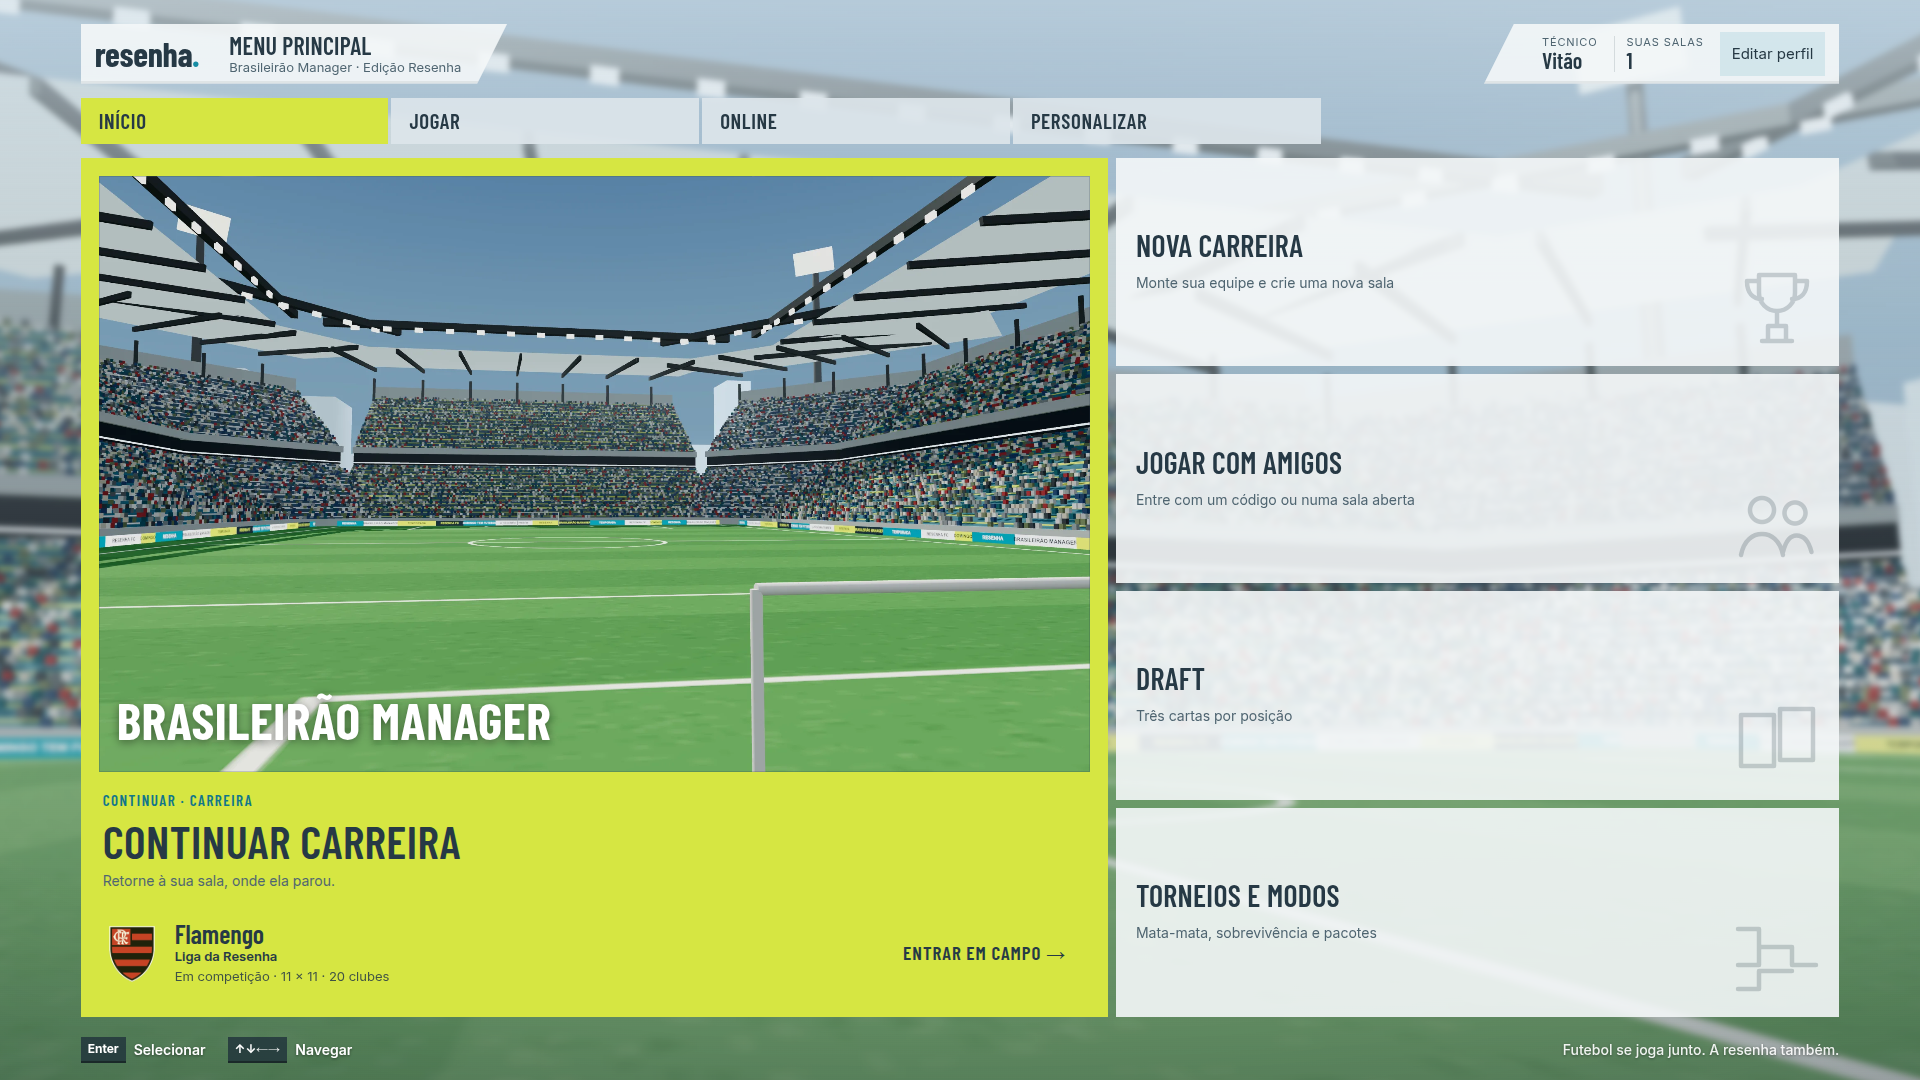 resenha.
MENU PRINCIPAL
Brasileirão Manager · Edição Resenha
TÉCNICO
Vitão
SUAS SALAS
1
Editar perfil
INÍCIO
JOGAR
ONLINE
PERSONALIZAR
BRASILEIRÃO MANAGER
CONTINUAR · CARREIRA
CONTINUAR CARREIRA
Retorne à sua sala, onde ela parou.
Flamengo
Liga da Resenha
Em competição · 11 × 11 · 20 clubes
ENTRAR EM CAMPO →
NOVA CARREIRA
Monte sua equipe e crie uma nova sala
JOGAR COM AMIGOS
Entre com um código ou numa sala aberta
DRAFT
Três cartas por posição
TORNEIOS E MODOS
Mata-mata, sobrevivência e pacotes
Enter Selecionar ↑↓←→ Navegar
Futebol se joga junto. A resenha também.